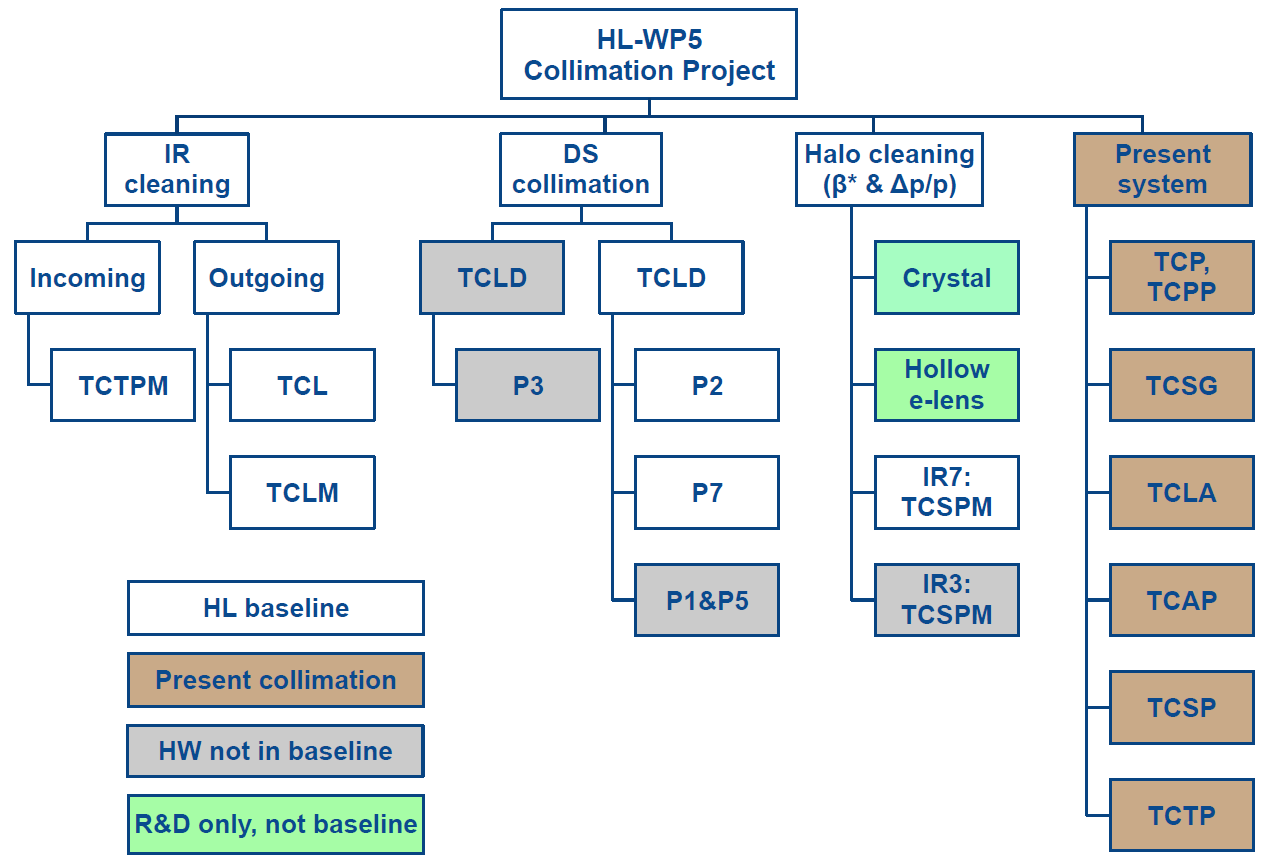 HL-WP5
Collimation Project
IR
cleaning
DS
collimation
Halo cleaning
(β* & Δp/p)
Present
system
Incoming
Outgoing
TCLD
TCLD
Crystal
TCP,
TCPP
TCTPM
TCL
P3
P2
Hollow
e-lens
TCSG
TCLM
P7
IR7:
TCSPM
TCLA
P1&P5
IR3:
TCSPM
TCAP
TCSP
TCTP
HL baseline
Present collimation
HW not in baseline
R&D only, not baseline